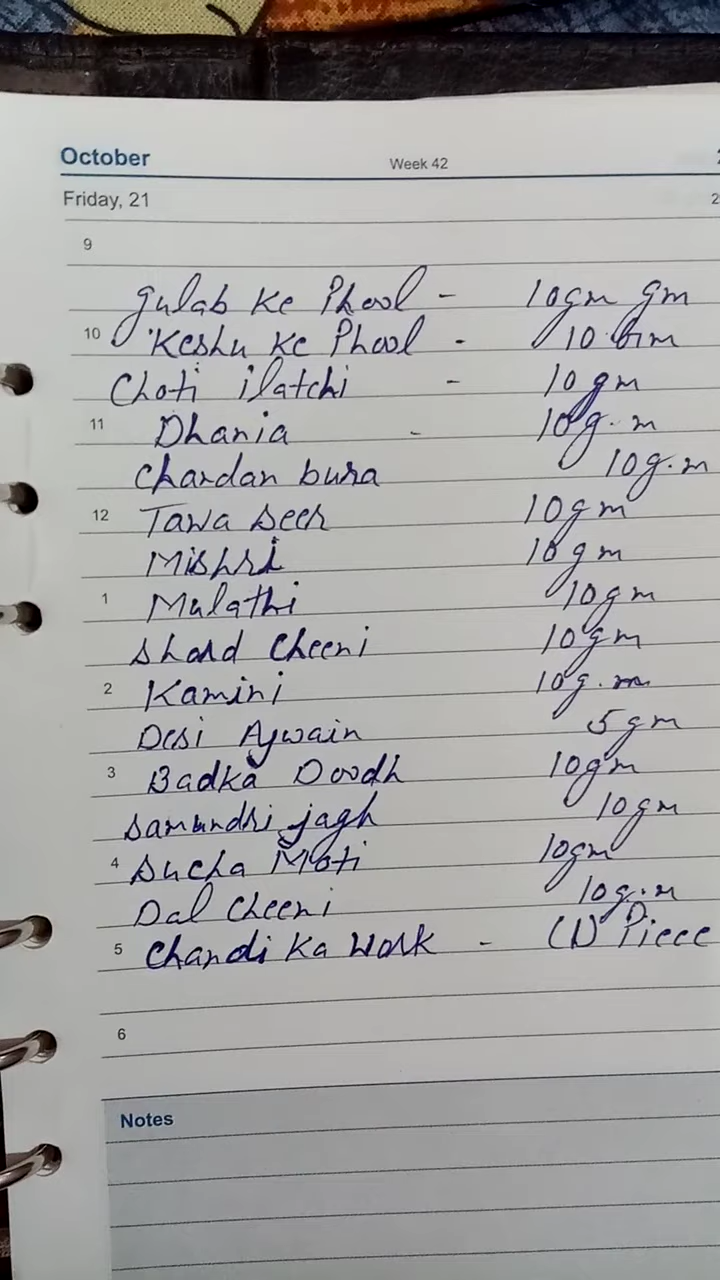 October Week 42
Friday, 21
9
Gulab Ke Phool - 10gm gm
10 Keshu Ke Phool - 10 Gm
Choti ilatchi - 10 gm
11 Dhania - 10g.m
Chandan bura 10g.m
12 Tawa seer 10gm
Mishri 10gm
1 Mulathi 10gm
Shard Cheeni 10gm
2 Kamini 10g.m
Desi Ajwain 5gm
3 Badka Doodh 10gm
Samundri jagh 10gm
4 Sucha Moti 10gm
Dal Cheeni 10g.m
5 Chandi Ka Work - (1) Piece
6
Notes